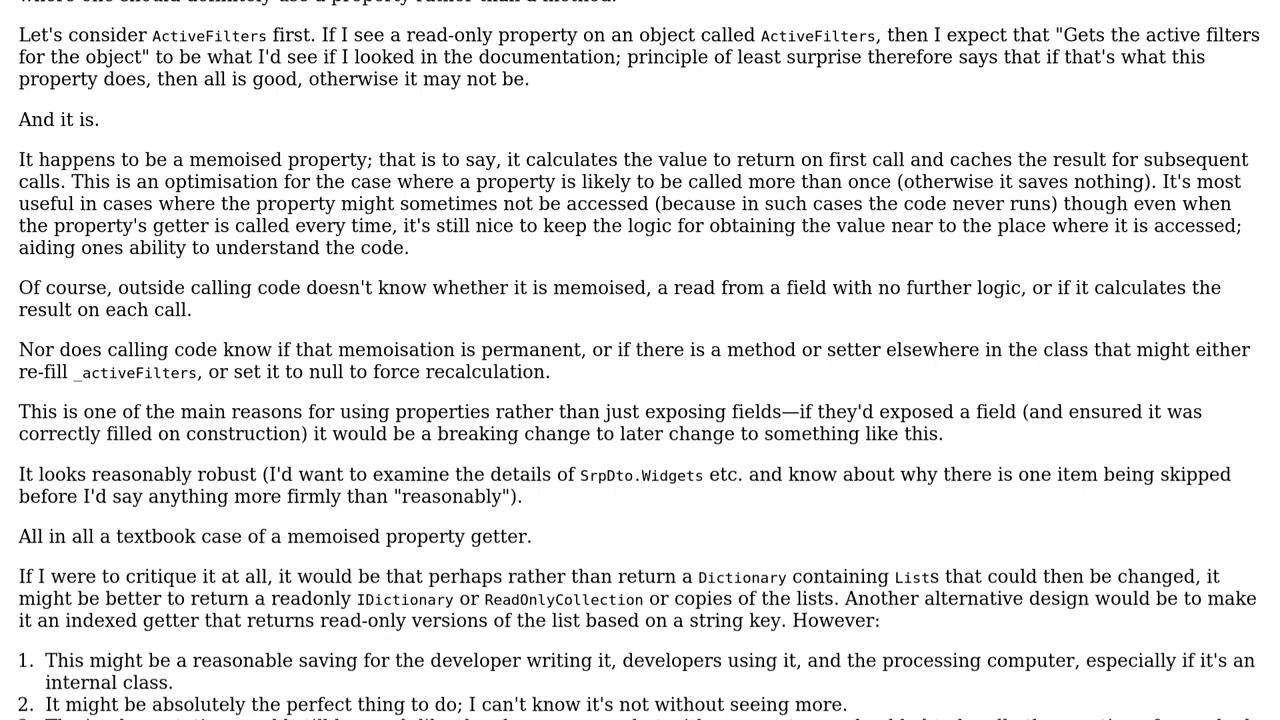 Let's consider ActiveFilters first. If I see a read-only property on an object called ActiveFilters, then I expect that "Gets the active filters
for the object" to be what I'd see if I looked in the documentation; principle of least surprise therefore says that if that's what this
property does, then all is good, otherwise it may not be.
And it is.
It happens to be a memoised property; that is to say, it calculates the value to return on first call and caches the result for subsequent
calls. This is an optimisation for the case where a property is likely to be called more than once (otherwise it saves nothing). It's most
useful in cases where the property might sometimes not be accessed (because in such cases the code never runs) though even when
the property's getter is called every time, it's still nice to keep the logic for obtaining the value near to the place where it is accessed;
aiding ones ability to understand the code.
Of course, outside calling code doesn't know whether it is memoised, a read from a field with no further logic, or if it calculates the
result on each call.
Nor does calling code know if that memoisation is permanent, or if there is a method or setter elsewhere in the class that might either
re-fill _activeFilters, or set it to null to force recalculation.
This is one of the main reasons for using properties rather than just exposing fields—if they'd exposed a field (and ensured it was
correctly filled on construction) it would be a breaking change to later change to something like this.
It looks reasonably robust (I'd want to examine the details of SrpDto.Widgets etc. and know about why there is one item being skipped
before I'd say anything more firmly than "reasonably").
All in all a textbook case of a memoised property getter.
If I were to critique it at all, it would be that perhaps rather than return a Dictionary containing Lists that could then be changed, it
might be better to return a readonly IDictionary or ReadOnlyCollection or copies of the lists. Another alternative design would be to make
it an indexed getter that returns read-only versions of the list based on a string key. However:
1. This might be a reasonable saving for the developer writing it, developers using it, and the processing computer, especially if it's an
internal class.
2. It might be absolutely the perfect thing to do; I can't know it's not without seeing more.